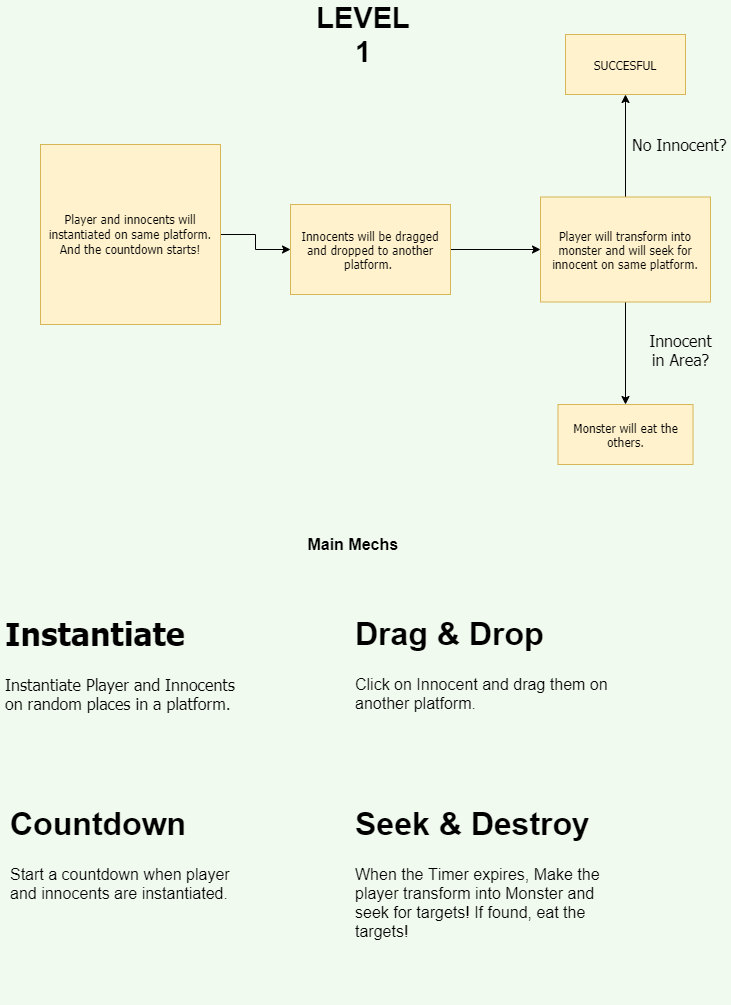 LEVEL
1
SUCCESFUL
No Innocent?
Player and innocents will
instantiated on same platform.
And the countdown starts!
Innocents will be dragged
and dropped to another
platform.
Player will transform into
monster and will seek for
innocent on same platform.
Innocent
in Area?
Monster will eat the
others.
Main Mechs
Instantiate
Instantiate Player and Innocents
on random places in a platform.
Drag & Drop
Click on Innocent and drag them on
another platform.
Countdown
Start a countdown when player
and innocents are instantiated.
Seek & Destroy
When the Timer expires, Make the
player transform into Monster and
seek for targets! If found, eat the
targets!